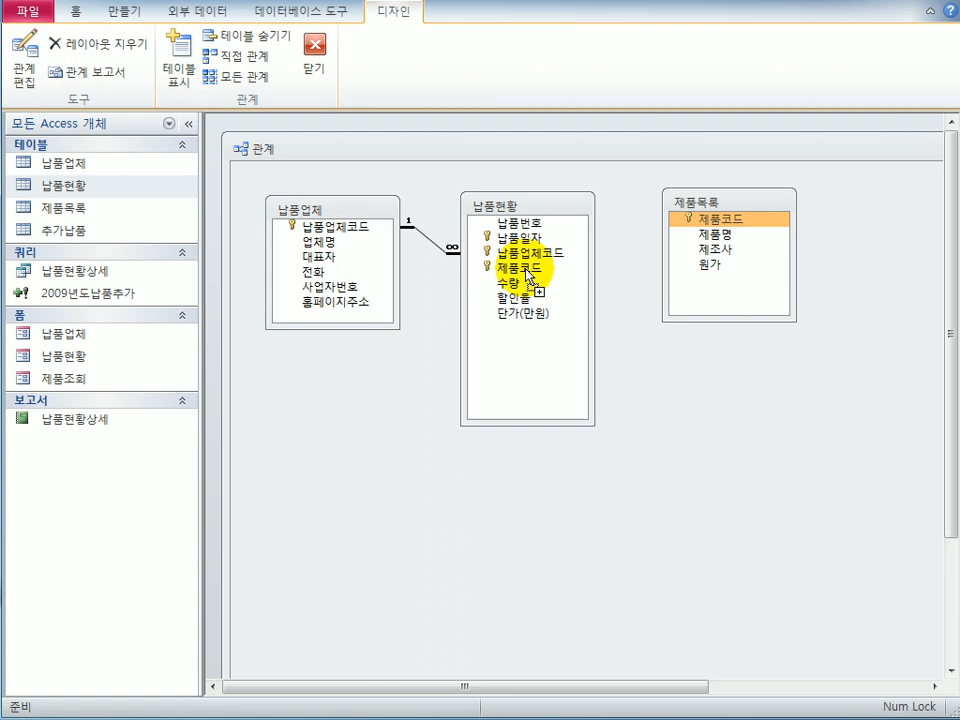 파일 홈 만들기 외부 데이터 데이터베이스 도구 디자인
관계
편집
레이아웃 지우기
관계 보고서
도구
테이블
표시
테이블 숨기기
직접 관계
모든 관계
관계
닫기
모든 Access 개체
테이블
납품업체
납품현황
제품목록
추가납품
쿼리
납품현황상세
2009년도납품추가
폼
납품업체
납품현황
제품조회
보고서
납품현황상세
관계
납품업체
납품업체코드
업체명
대표자
전화
사업자번호
홈페이지주소
1
∞
납품현황
납품번호
납품일자
납품업체코드
제품코드
수량
할인율
단가(만원)
제품목록
제품코드
제품명
제조사
원가
준비
Num Lock